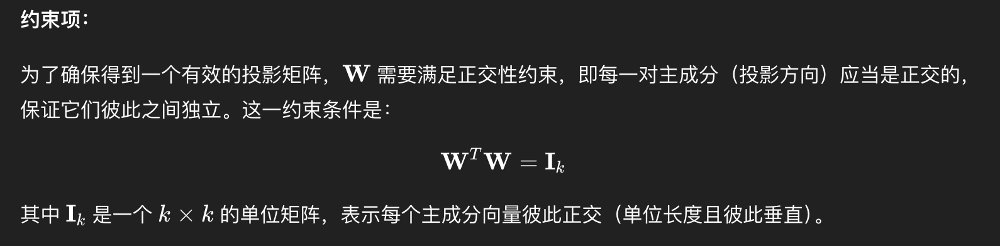 约束项：
为了确保得到一个有效的投影矩阵，W 需要满足正交性约束，即每一对主成分（投影方向）应当是正交的，
保证它们彼此之间独立。这一约束条件是：
W^T W = I_k
其中 I_k 是一个 k × k 的单位矩阵，表示每个主成分向量彼此正交（单位长度且彼此垂直）。